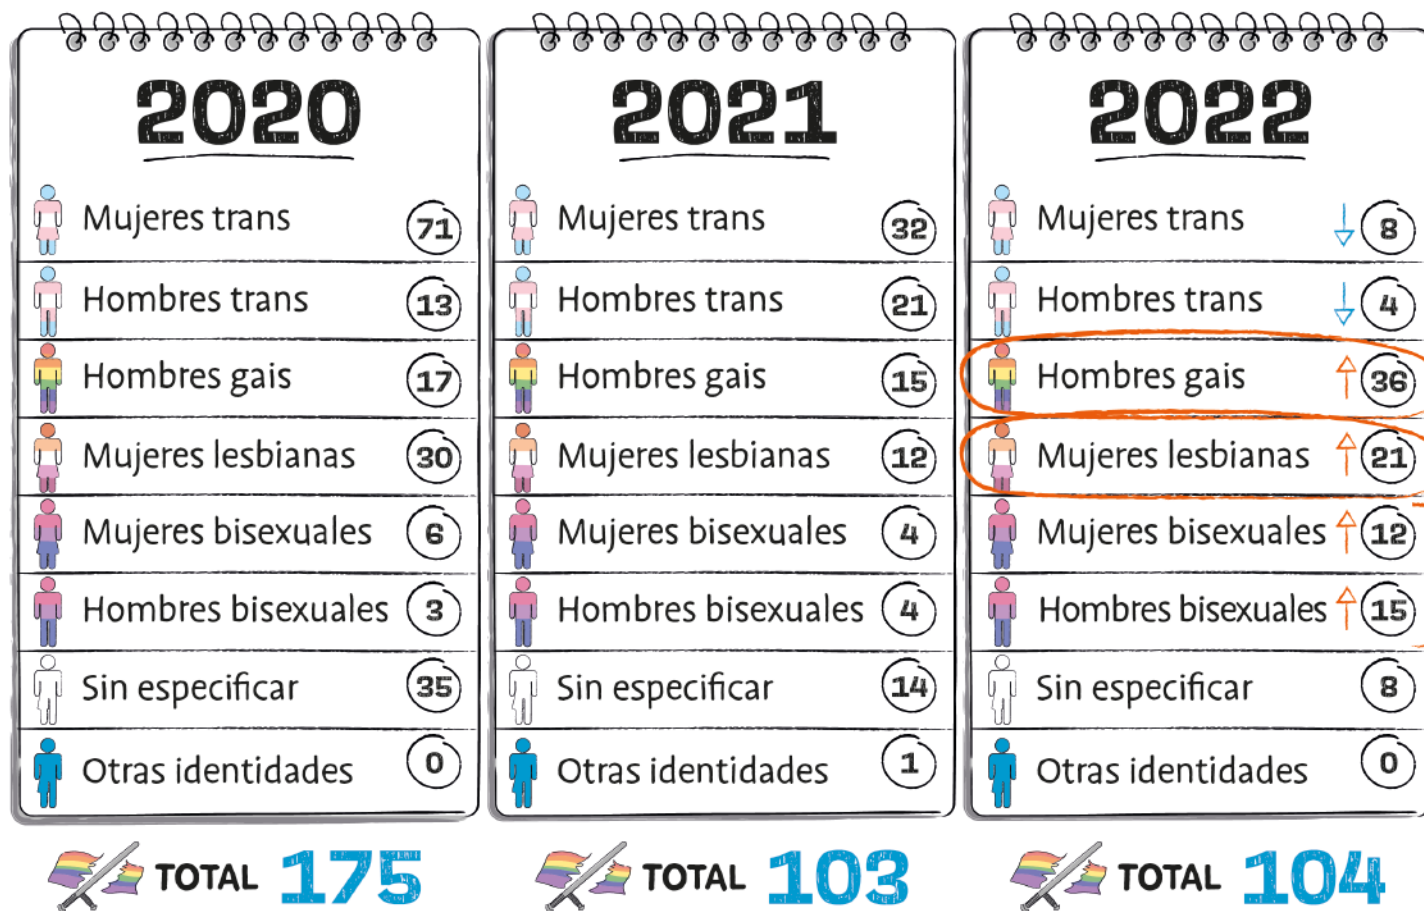 2020
Mujeres trans 71
Hombres trans 13
Hombres gais 17
Mujeres lesbianas 30
Mujeres bisexuales 6
Hombres bisexuales 3
Sin especificar 35
Otras identidades 0
TOTAL 175
2021
Mujeres trans 32
Hombres trans 21
Hombres gais 15
Mujeres lesbianas 12
Mujeres bisexuales 4
Hombres bisexuales 4
Sin especificar 14
Otras identidades 1
TOTAL 103
2022
Mujeres trans 8
Hombres trans 4
Hombres gais 36
Mujeres lesbianas 21
Mujeres bisexuales 12
Hombres bisexuales 15
Sin especificar 8
Otras identidades 0
TOTAL 104